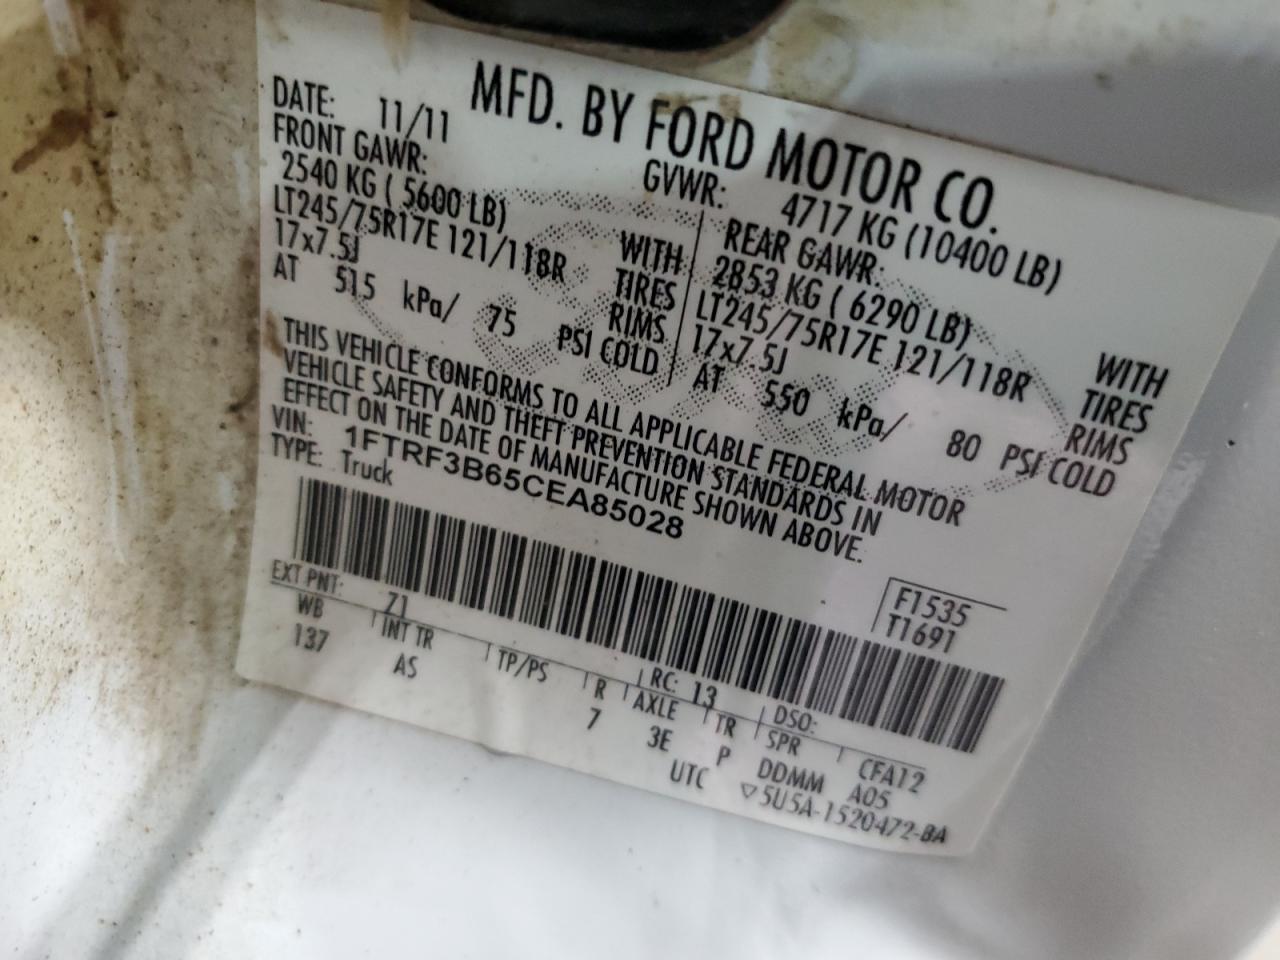 MFD. BY FORD MOTOR CO.
DATE: 11/11 GVWR: 4717 KG (10400 LB)
FRONT GAWR: REAR GAWR:
2540 KG ( 5600 LB) WITH 2853 KG ( 6290 LB) WITH
LT245/75R17E 121/118R TIRES LT245/75R17E 121/118R TIRES
17x7.5J RIMS 17x7.5J RIMS
AT 515 kPa/ 75 PSI COLD AT 550 kPa/ 80 PSI COLD
THIS VEHICLE CONFORMS TO ALL APPLICABLE FEDERAL MOTOR
VEHICLE SAFETY AND THEFT PREVENTION STANDARDS IN
EFFECT ON THE DATE OF MANUFACTURE SHOWN ABOVE.
VIN: 1FTRF3B65CEA85028
TYPE: Truck
F1535
T1691
EXT PNT: Z1 RC: 13 DSO:
WB INT TR TP/PS R AXLE TR SPR CFA12
137 AS 7 3E P DDMM A05
UTC ▽5U5A-1520472-BA